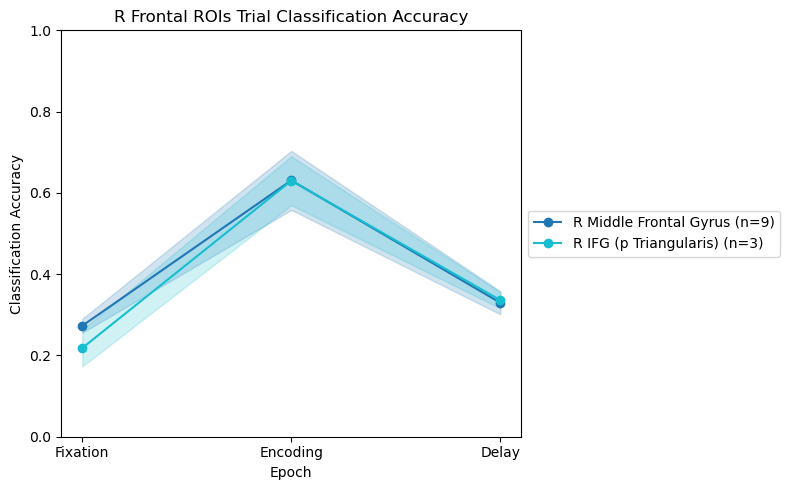 R Frontal ROIs Trial Classification Accuracy
1.0
0.8
0.6
0.4
0.2
0.0
Classification Accuracy
Fixation
Encoding
Delay
Epoch
R Middle Frontal Gyrus (n=9)
R IFG (p Triangularis) (n=3)